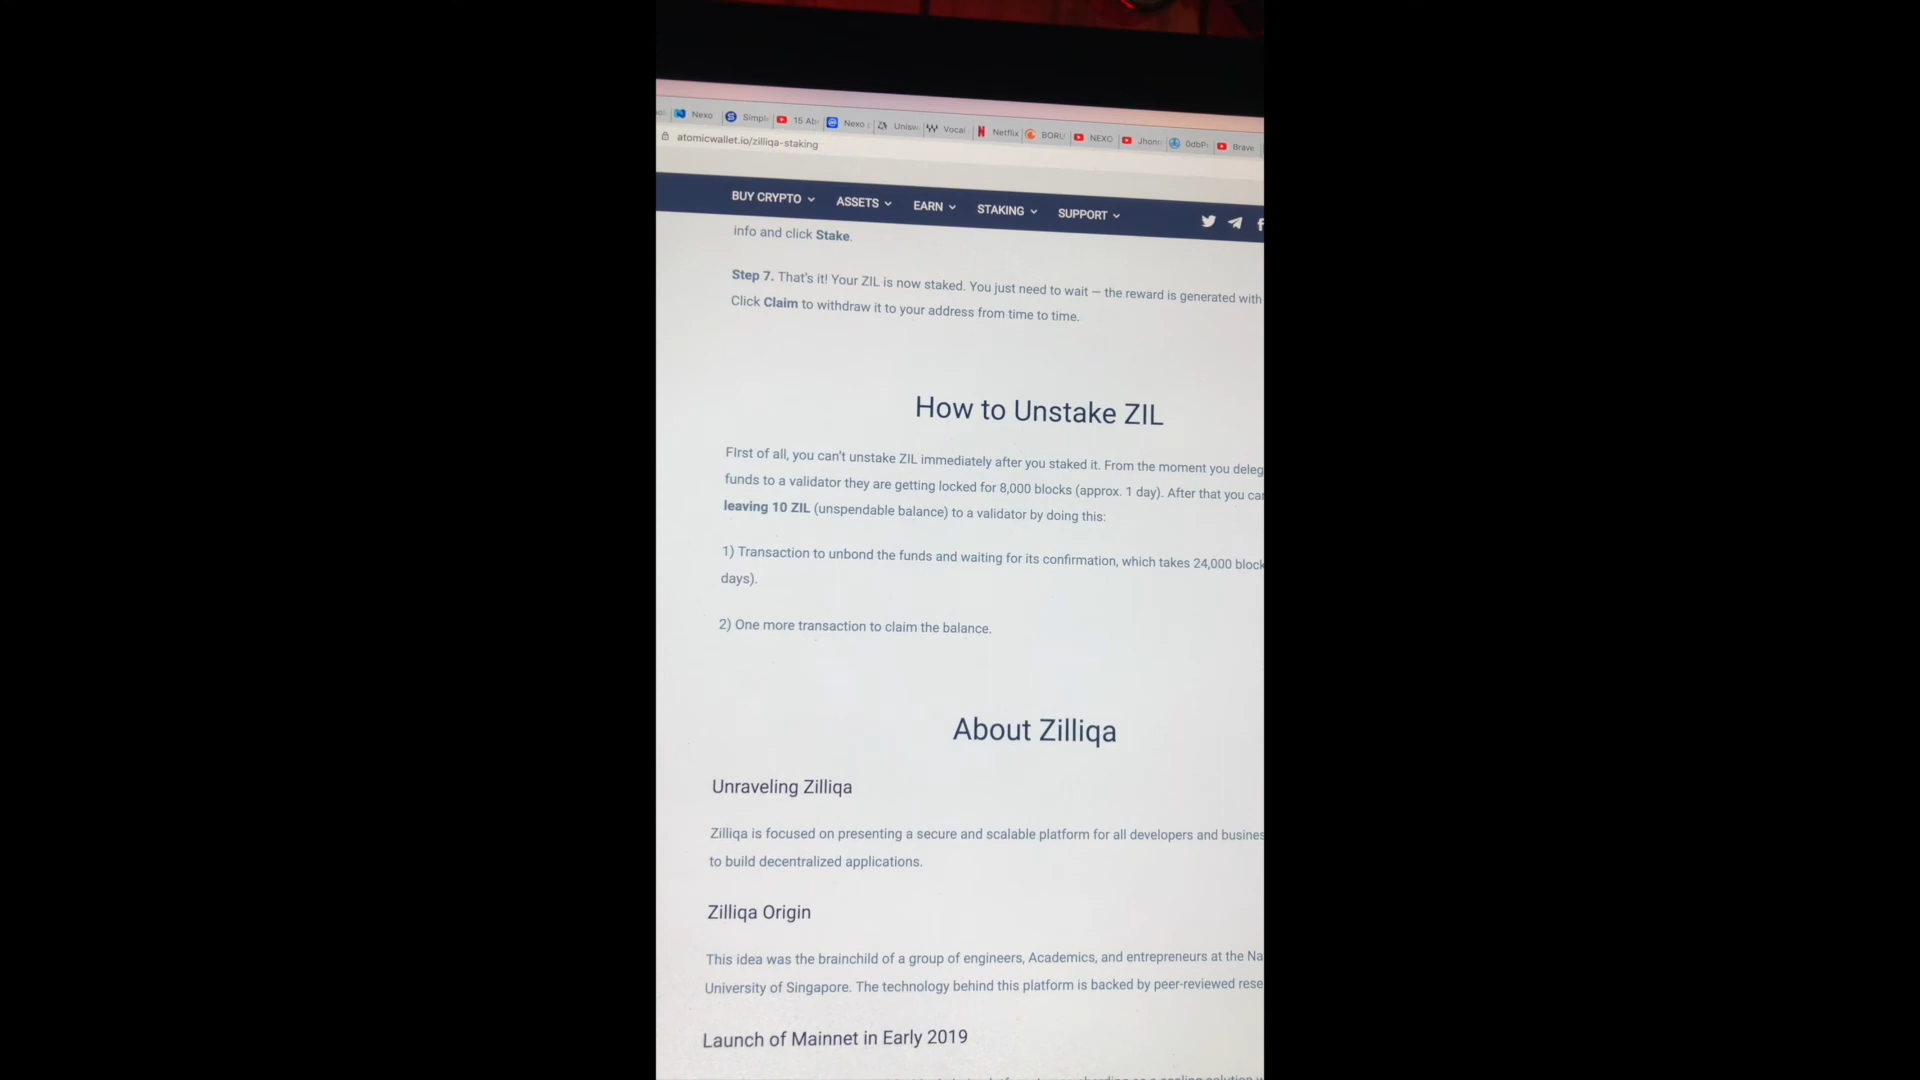 Nexo
Simpl
15 Ab
Nexo
Unisw
Vocal
Netflix
BORU
NEXO
Jhonn
0dbP
Brave
atomicwallet.io/zilliqa-staking
BUY CRYPTO ASSETS EARN STAKING SUPPORT
info and click Stake.
Step 7. That's it! Your ZIL is now staked. You just need to wait – the reward is generated with
Click Claim to withdraw it to your address from time to time.
How to Unstake ZIL
FIrst of all, you can't unstake ZIL immediately after you staked it. From the moment you deleg
funds to a validator they are getting locked for 8,000 blocks (approx. 1 day). After that you can
leaving 10 ZIL (unspendable balance) to a validator by doing this:
1) Transaction to unbond the funds and waiting for its confirmation, which takes 24,000 block
days).
2) One more transaction to claim the balance.
About Zilliqa
Unraveling Zilliqa
Zilliqa is focused on presenting a secure and scalable platform for all developers and busines
to build decentralized applications.
Zilliqa Origin
This idea was the brainchild of a group of engineers, Academics, and entrepreneurs at the Na
University of Singapore. The technology behind this platform is backed by peer-reviewed rese
Launch of Mainnet in Early 2019